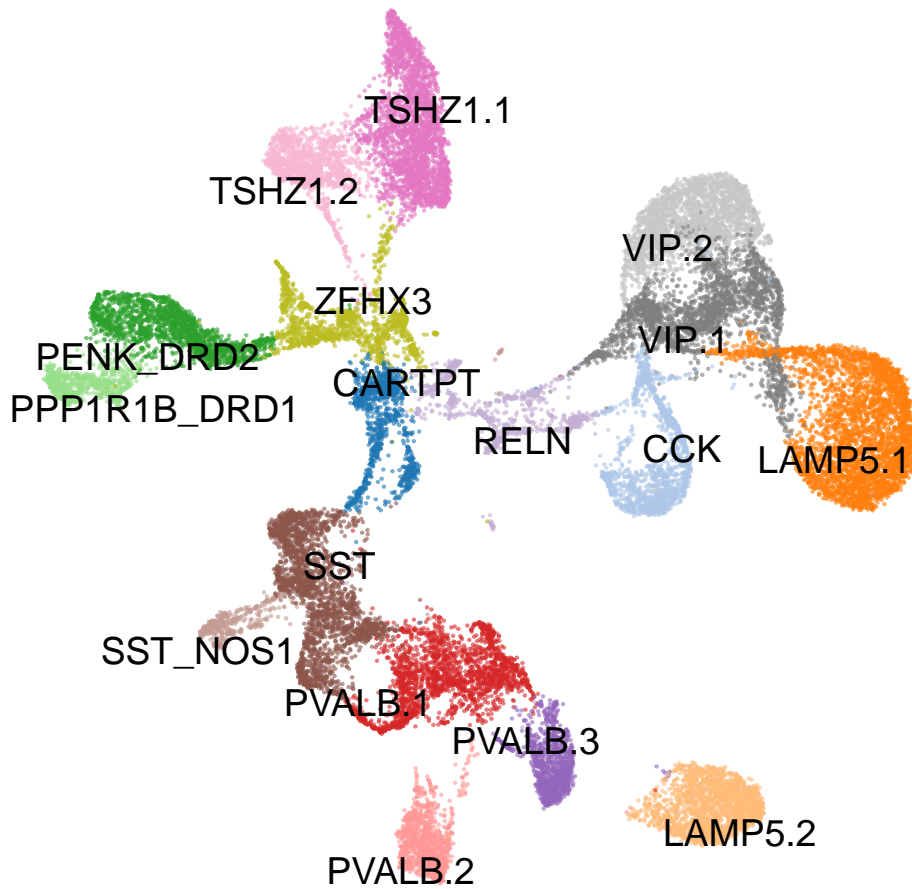 TSHZ1.1
TSHZ1.2
VIP.2
ZFHX3
VIP.1
PENK_DRD2
CARTPT
PPP1R1B_DRD1
RELN
CCK
LAMP5.1
SST
SST_NOS1
PVALB.1
PVALB.3
LAMP5.2
PVALB.2